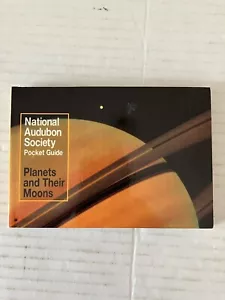 National
Audubon
Society
Pocket Guide
Planets
and Their
Moons